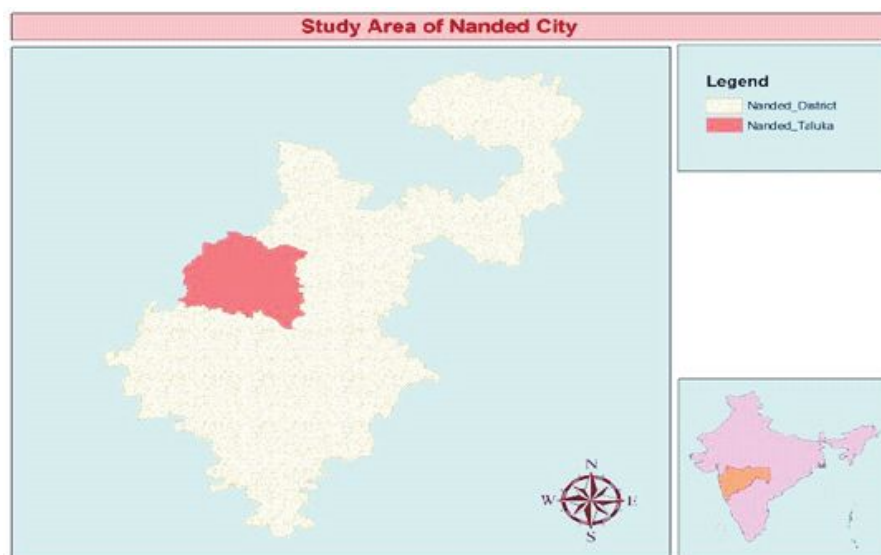 Study Area of Nanded City
Legend
Nanded_District
Nanded_Taluka
N
W E
S